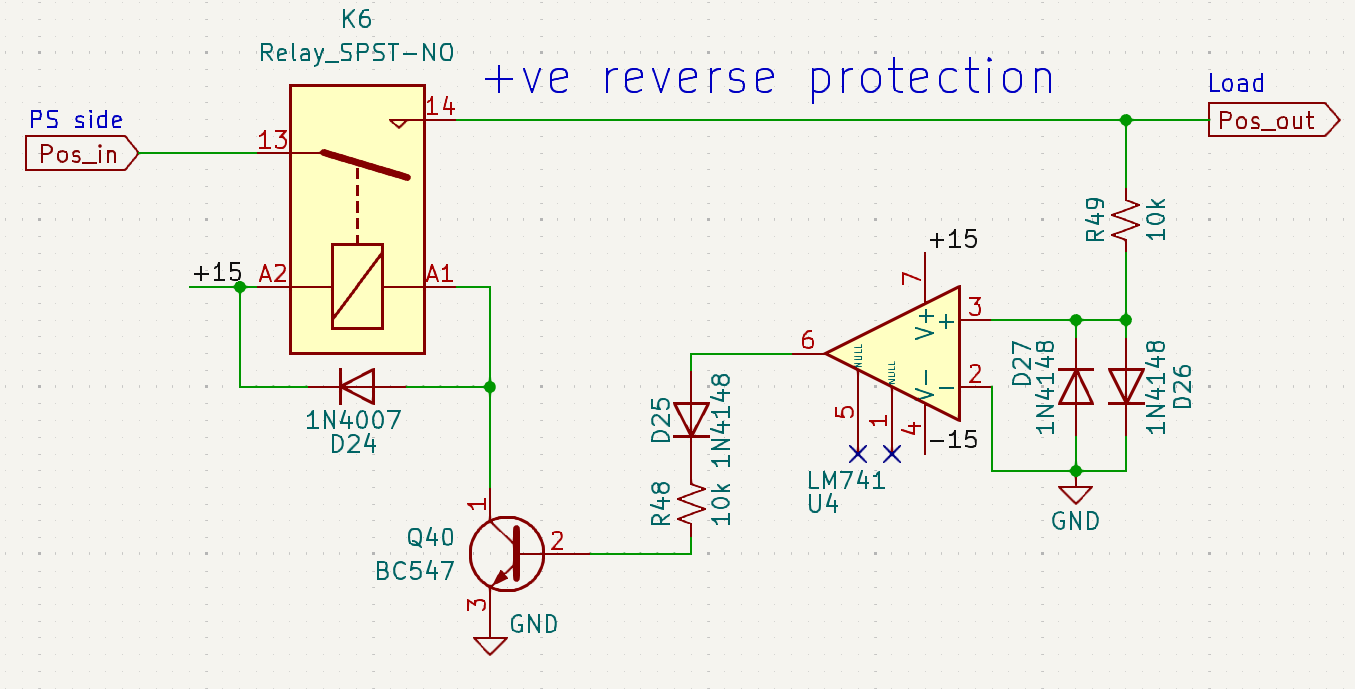 K6
Relay_SPST-NO
+ve reverse protection
Load
Pos_out
PS side
Pos_in
14
13
R49
10k
+15
+15
A2
A1
7
3
V+
+
6
NULL
NULL
2
V-
-
5
1
4
-15
D27
1N4148
1N4148
D26
1N4007
D24
D25
1N4148
LM741
U4
R48
10k
GND
1
Q40
BC547
2
3
GND